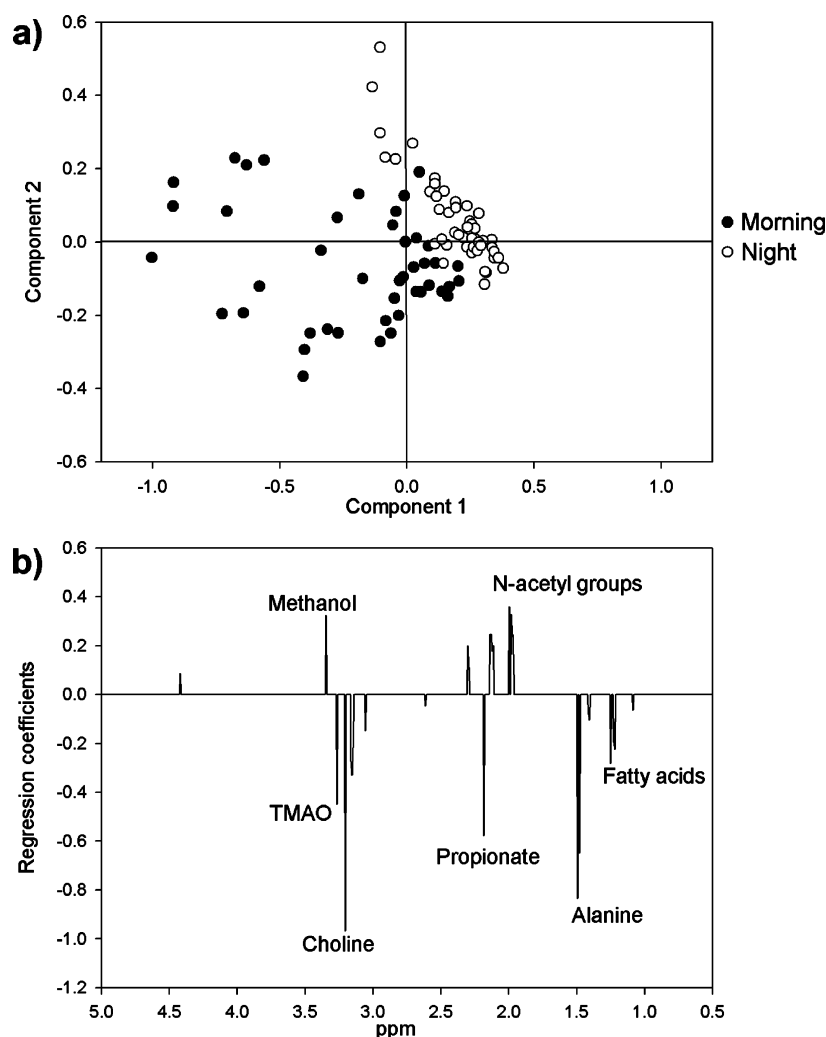 a)
0.6
0.4
0.2
0.0
-0.2
-0.4
-0.6
Component 2
-1.0 -0.5 0.0 0.5 1.0
Component 1
Morning
Night
b)
0.6
0.4
0.2
0.0
-0.2
-0.4
-0.6
-0.8
-1.0
-1.2
Regression coefficients
N-acetyl groups
Methanol
Fatty acids
TMAO
Propionate
Alanine
Choline
5.0 4.5 4.0 3.5 3.0 2.5 2.0 1.5 1.0 0.5
ppm